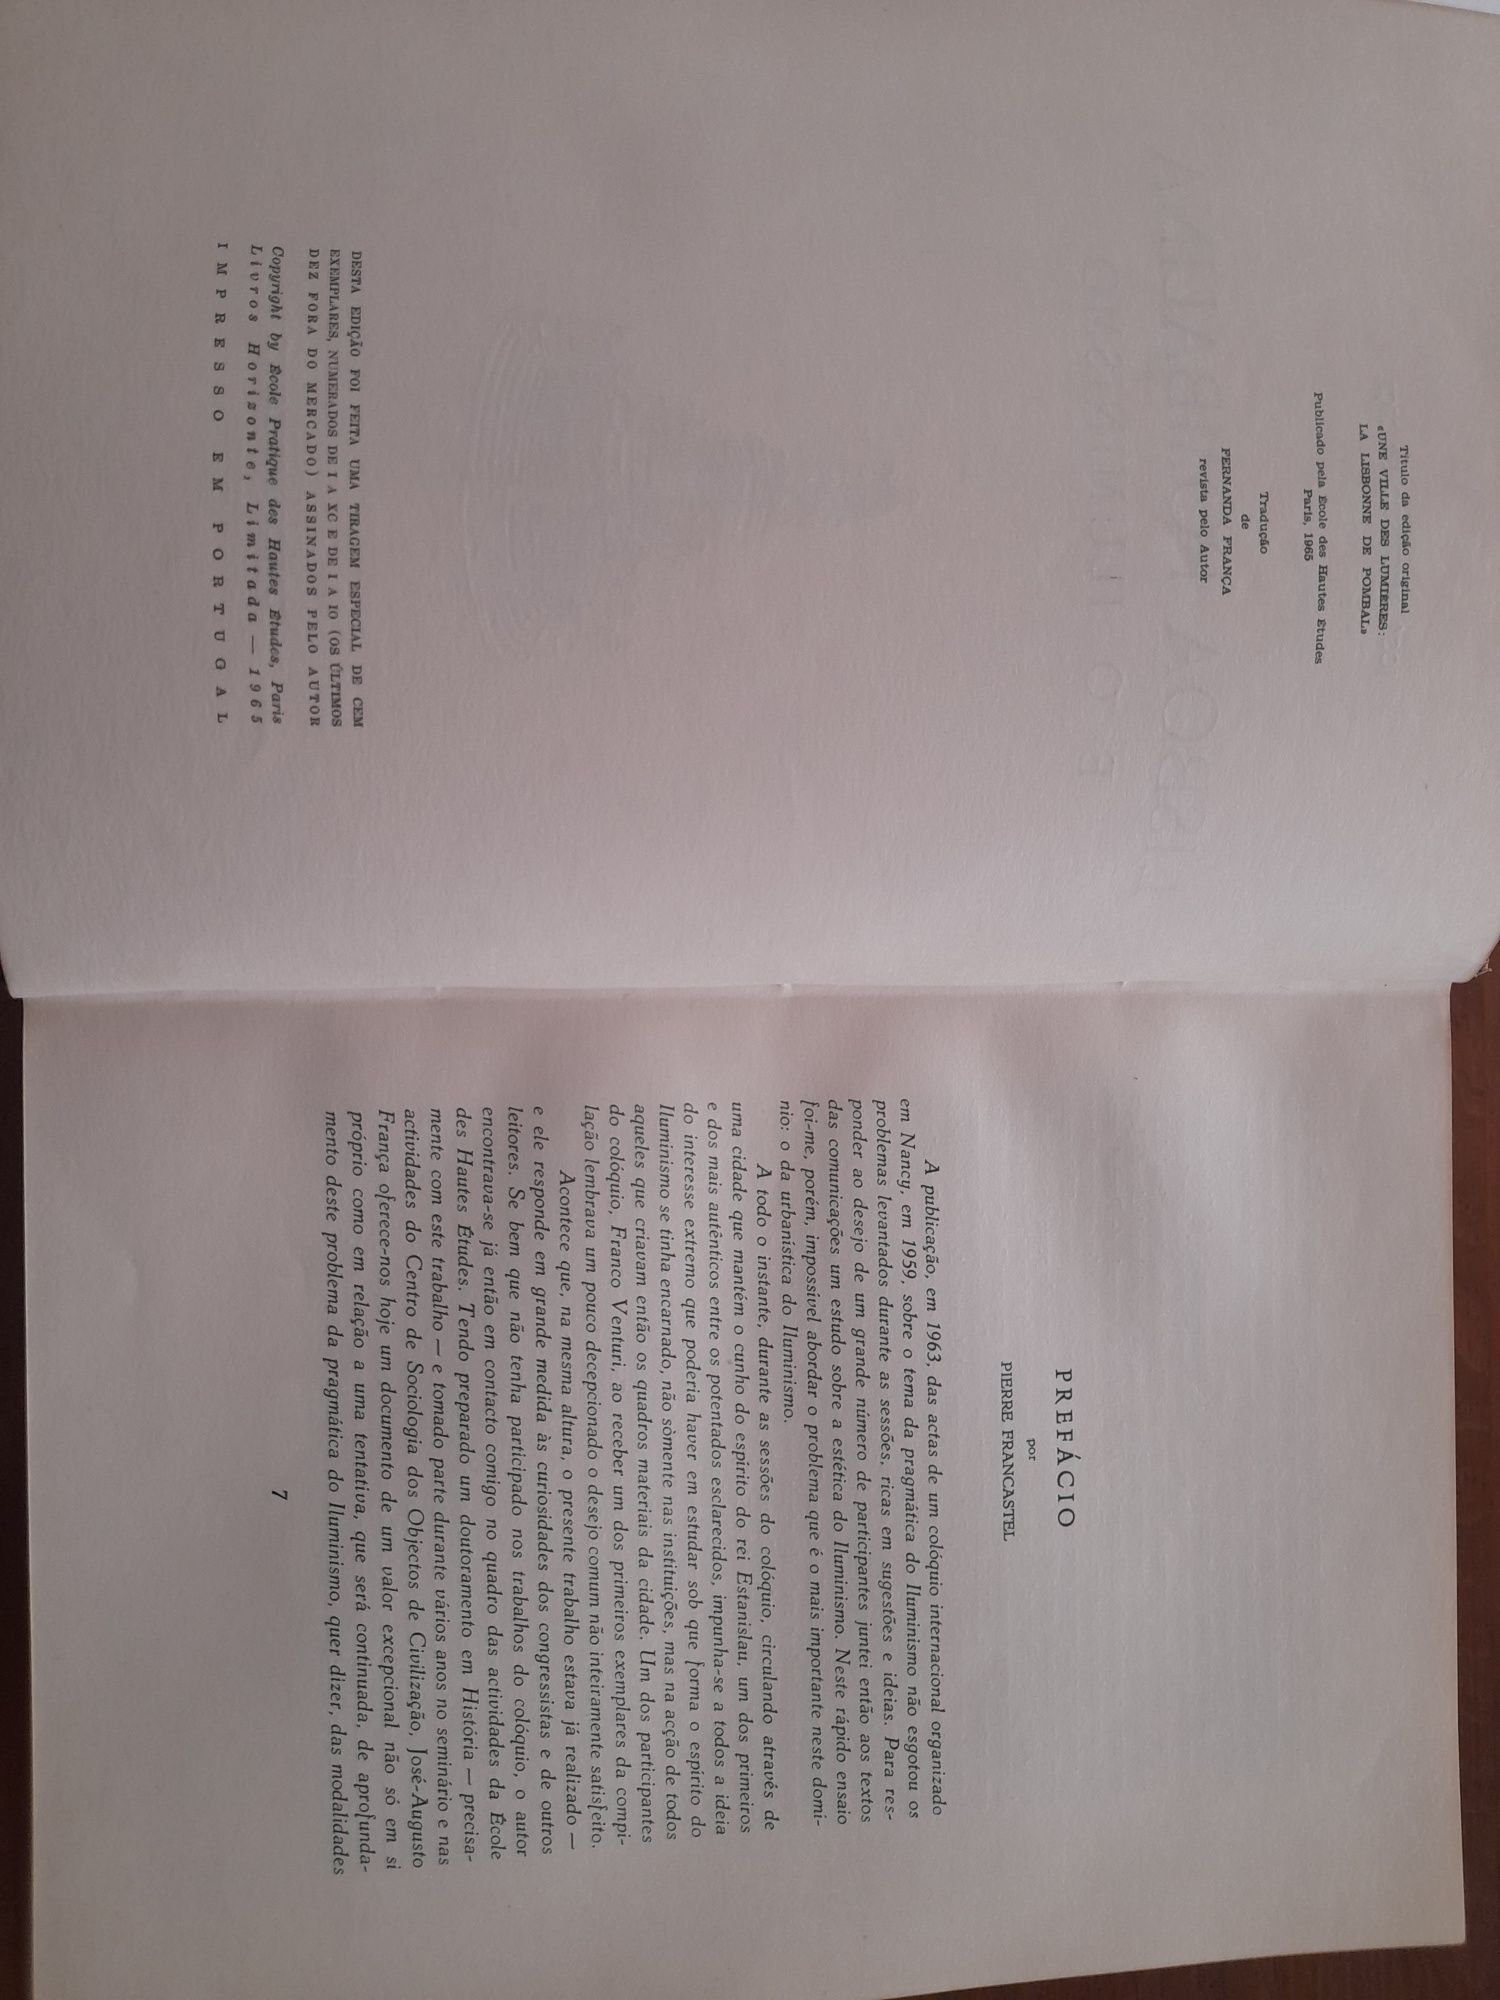 Título da edição original
«UNE VILLE DES LUMIÈRES:
LA LISBONNE DE POMBAL»
Publicado pela École des Hautes Études
Paris, 1965
Tradução
de
FERNANDA FRANÇA
revista pelo Autor
DESTA EDIÇÃO FOI FEITA UMA TIRAGEM ESPECIAL DE CEM
EXEMPLARES, NUMERADOS DE I A XC E DE 1 A 10 (OS ÚLTIMOS
DEZ FORA DO MERCADO) ASSINADOS PELO AUTOR
Copyright by École Pratique des Hautes Études, Paris
Livros Horizonte, Limitada — 1965
IMPRESSO EM PORTUGAL
PREFÁCIO
por
PIERRE FRANCASTEL
A publicação, em 1963, das actas de um colóquio internacional organizado
em Nancy, em 1959, sobre o tema da pragmática do Iluminismo não esgotou os
problemas levantados durante as sessões, ricas em sugestões e ideias. Para res-
ponder ao desejo de um grande número de participantes juntei então aos textos
das comunicações um estudo sobre a estética do Iluminismo. Neste rápido ensaio
foi-me, porém, impossível abordar o problema que é o mais importante neste domí-
nio: o da urbanística do Iluminismo.
A todo o instante, durante as sessões do colóquio, circulando através de
uma cidade que mantém o cunho do espírito do rei Estanislau, um dos primeiros
e dos mais autênticos entre os potentados esclarecidos, impunha-se a todos a ideia
do interesse extremo que poderia haver em estudar sob que forma o espírito do
Iluminismo se tinha encarnado, não sòmente nas instituições, mas na acção de todos
aqueles que criavam então os quadros materiais da cidade. Um dos participantes
do colóquio, Franco Venturi, ao receber um dos primeiros exemplares da compi-
lação lembrava um pouco decepcionado o desejo comum não inteiramente satisfeito.
Acontece que, na mesma altura, o presente trabalho estava já realizado —
e ele responde em grande medida às curiosidades dos congressistas e de outros
leitores. Se bem que não tenha participado nos trabalhos do colóquio, o autor
encontrava-se já então em contacto comigo no quadro das actividades da École
des Hautes Études. Tendo preparado um doutoramento em História — precisa-
mente com este trabalho — e tomado parte durante vários anos no seminário e nas
actividades do Centro de Sociologia dos Objectos de Civilização, José-Augusto
França oferece-nos hoje um documento de um valor excepcional não só em si
próprio como em relação a uma tentativa, que será continuada, de aprofunda-
mento deste problema da pragmática do Iluminismo, quer dizer, das modalidades
7